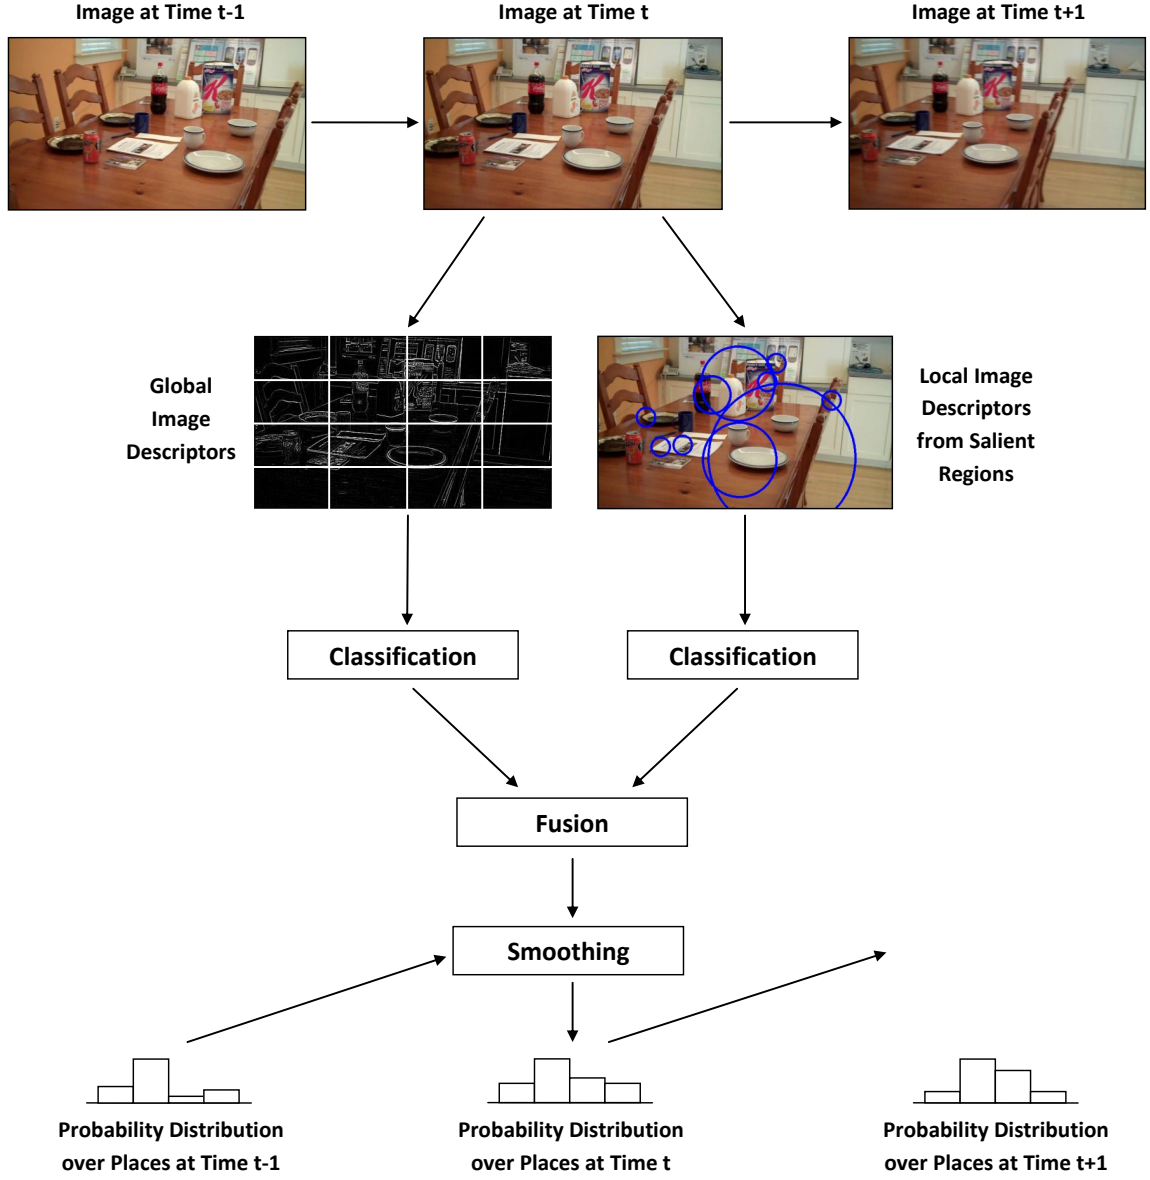 Image at Time t-1
Image at Time t
Image at Time t+1
Global
Image
Descriptors
Local Image
Descriptors
from Salient
Regions
Classification
Classification
Fusion
Smoothing
Probability Distribution
over Places at Time t-1
Probability Distribution
over Places at Time t
Probability Distribution
over Places at Time t+1